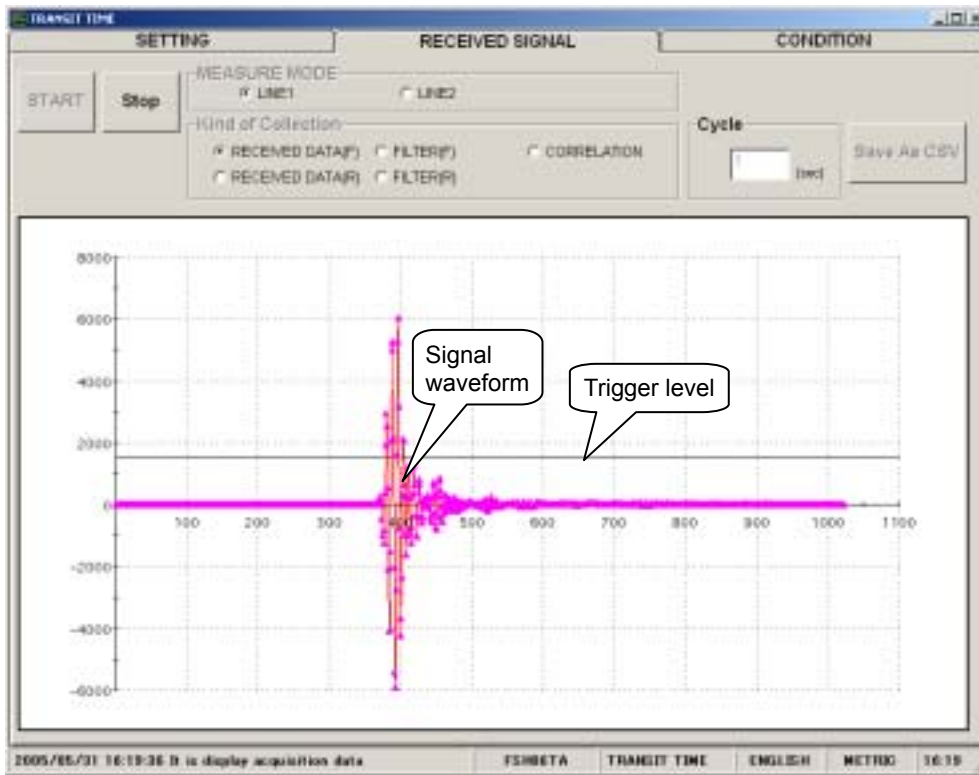 TRANSIT TIME
SETTING
RECEIVED SIGNAL
CONDITION
START
Stop
MEASURE MODE
LINE1
LINE2
Kind of Collection
RECEIVED DATA(F)
FILTER(F)
CORRELATION
RECEIVED DATA(R)
FILTER(R)
Cycle
1
[sec]
Save As CSV
8000
6000
4000
2000
0
-2000
-4000
-6000
100
200
300
400
500
600
700
800
900
1000
1100
Signal
waveform
Trigger level
2005/05/31 16:19:36 It is display acquisition data
TRANSIT TIME
ENGLISH
METRIC
16:19